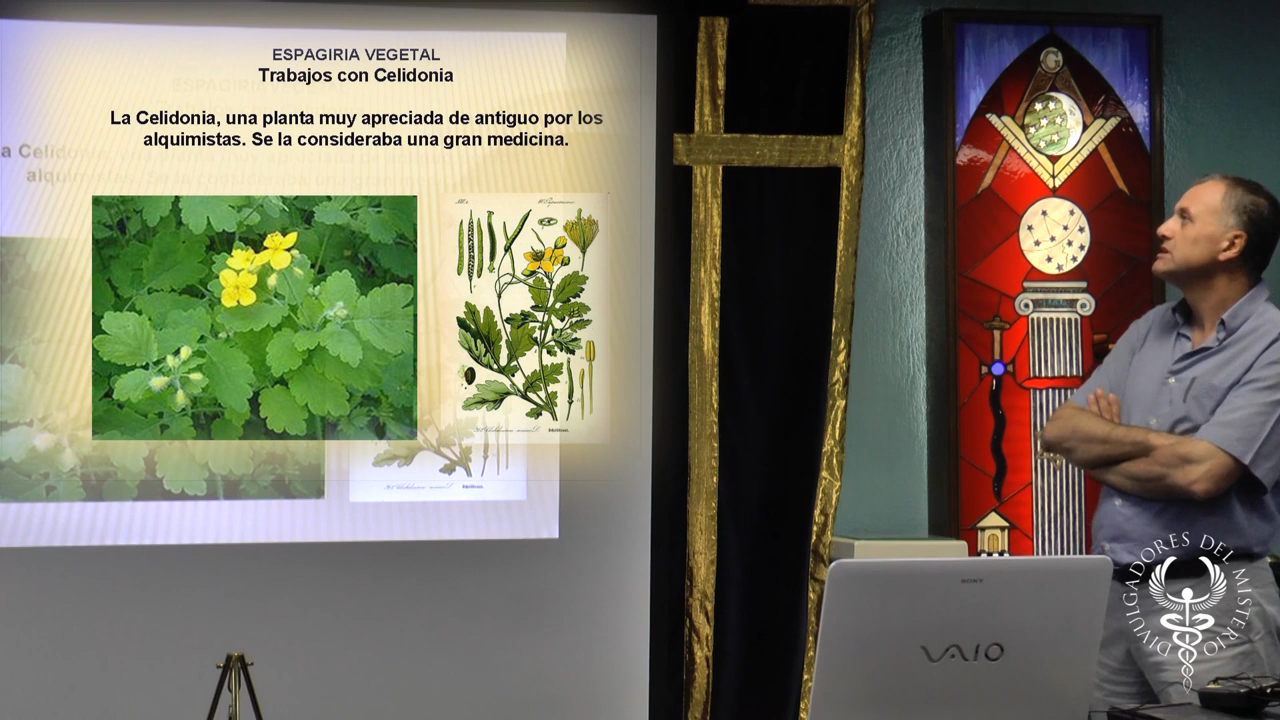 ESPAGIRIA VEGETAL
Trabajos con Celidonia
La Celidonia, una planta muy apreciada de antiguo por los
alquimistas. Se la consideraba una gran medicina.
G
SONY
VAIO
DIVULGADORES DEL MISTERIO